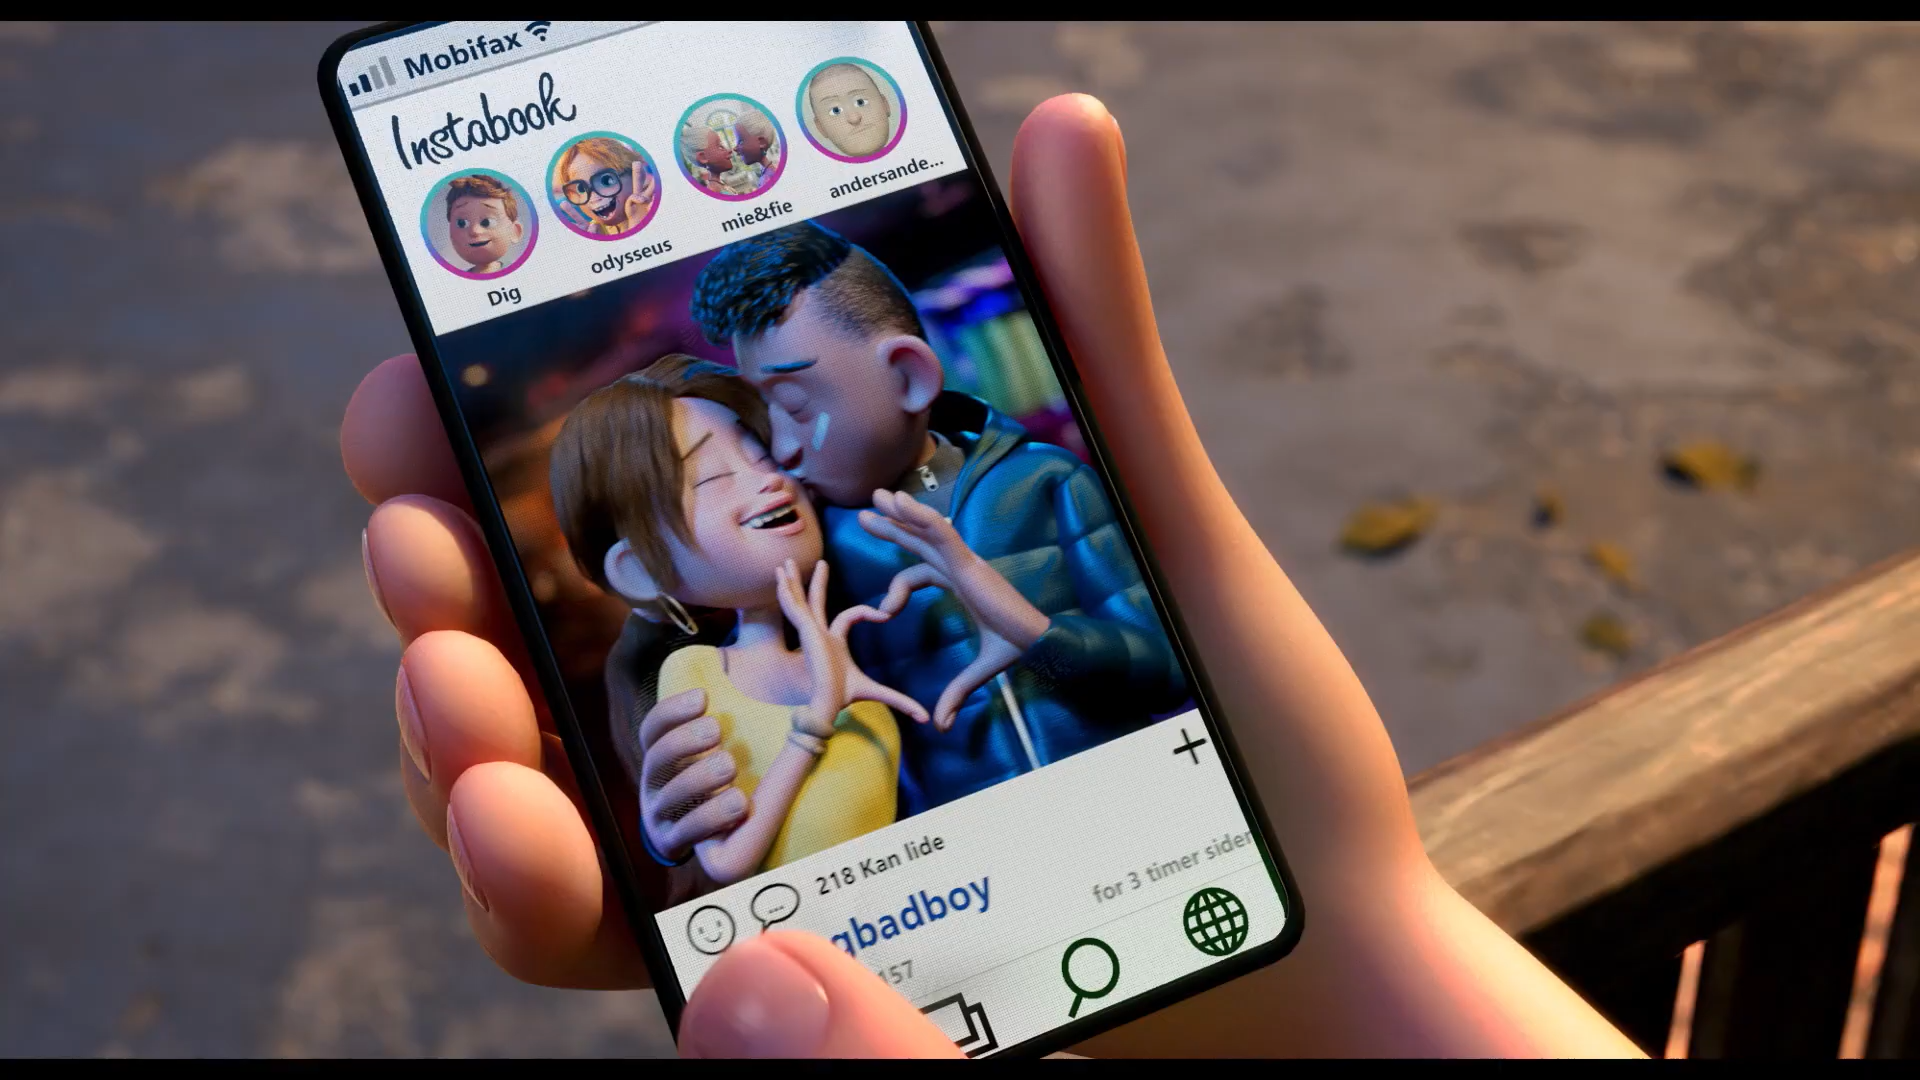 Mobifax
Instabook
Dig
odysseus
mie&fie
andersande...
218 Kan lide
gbadboy
for 3 timer siden
157